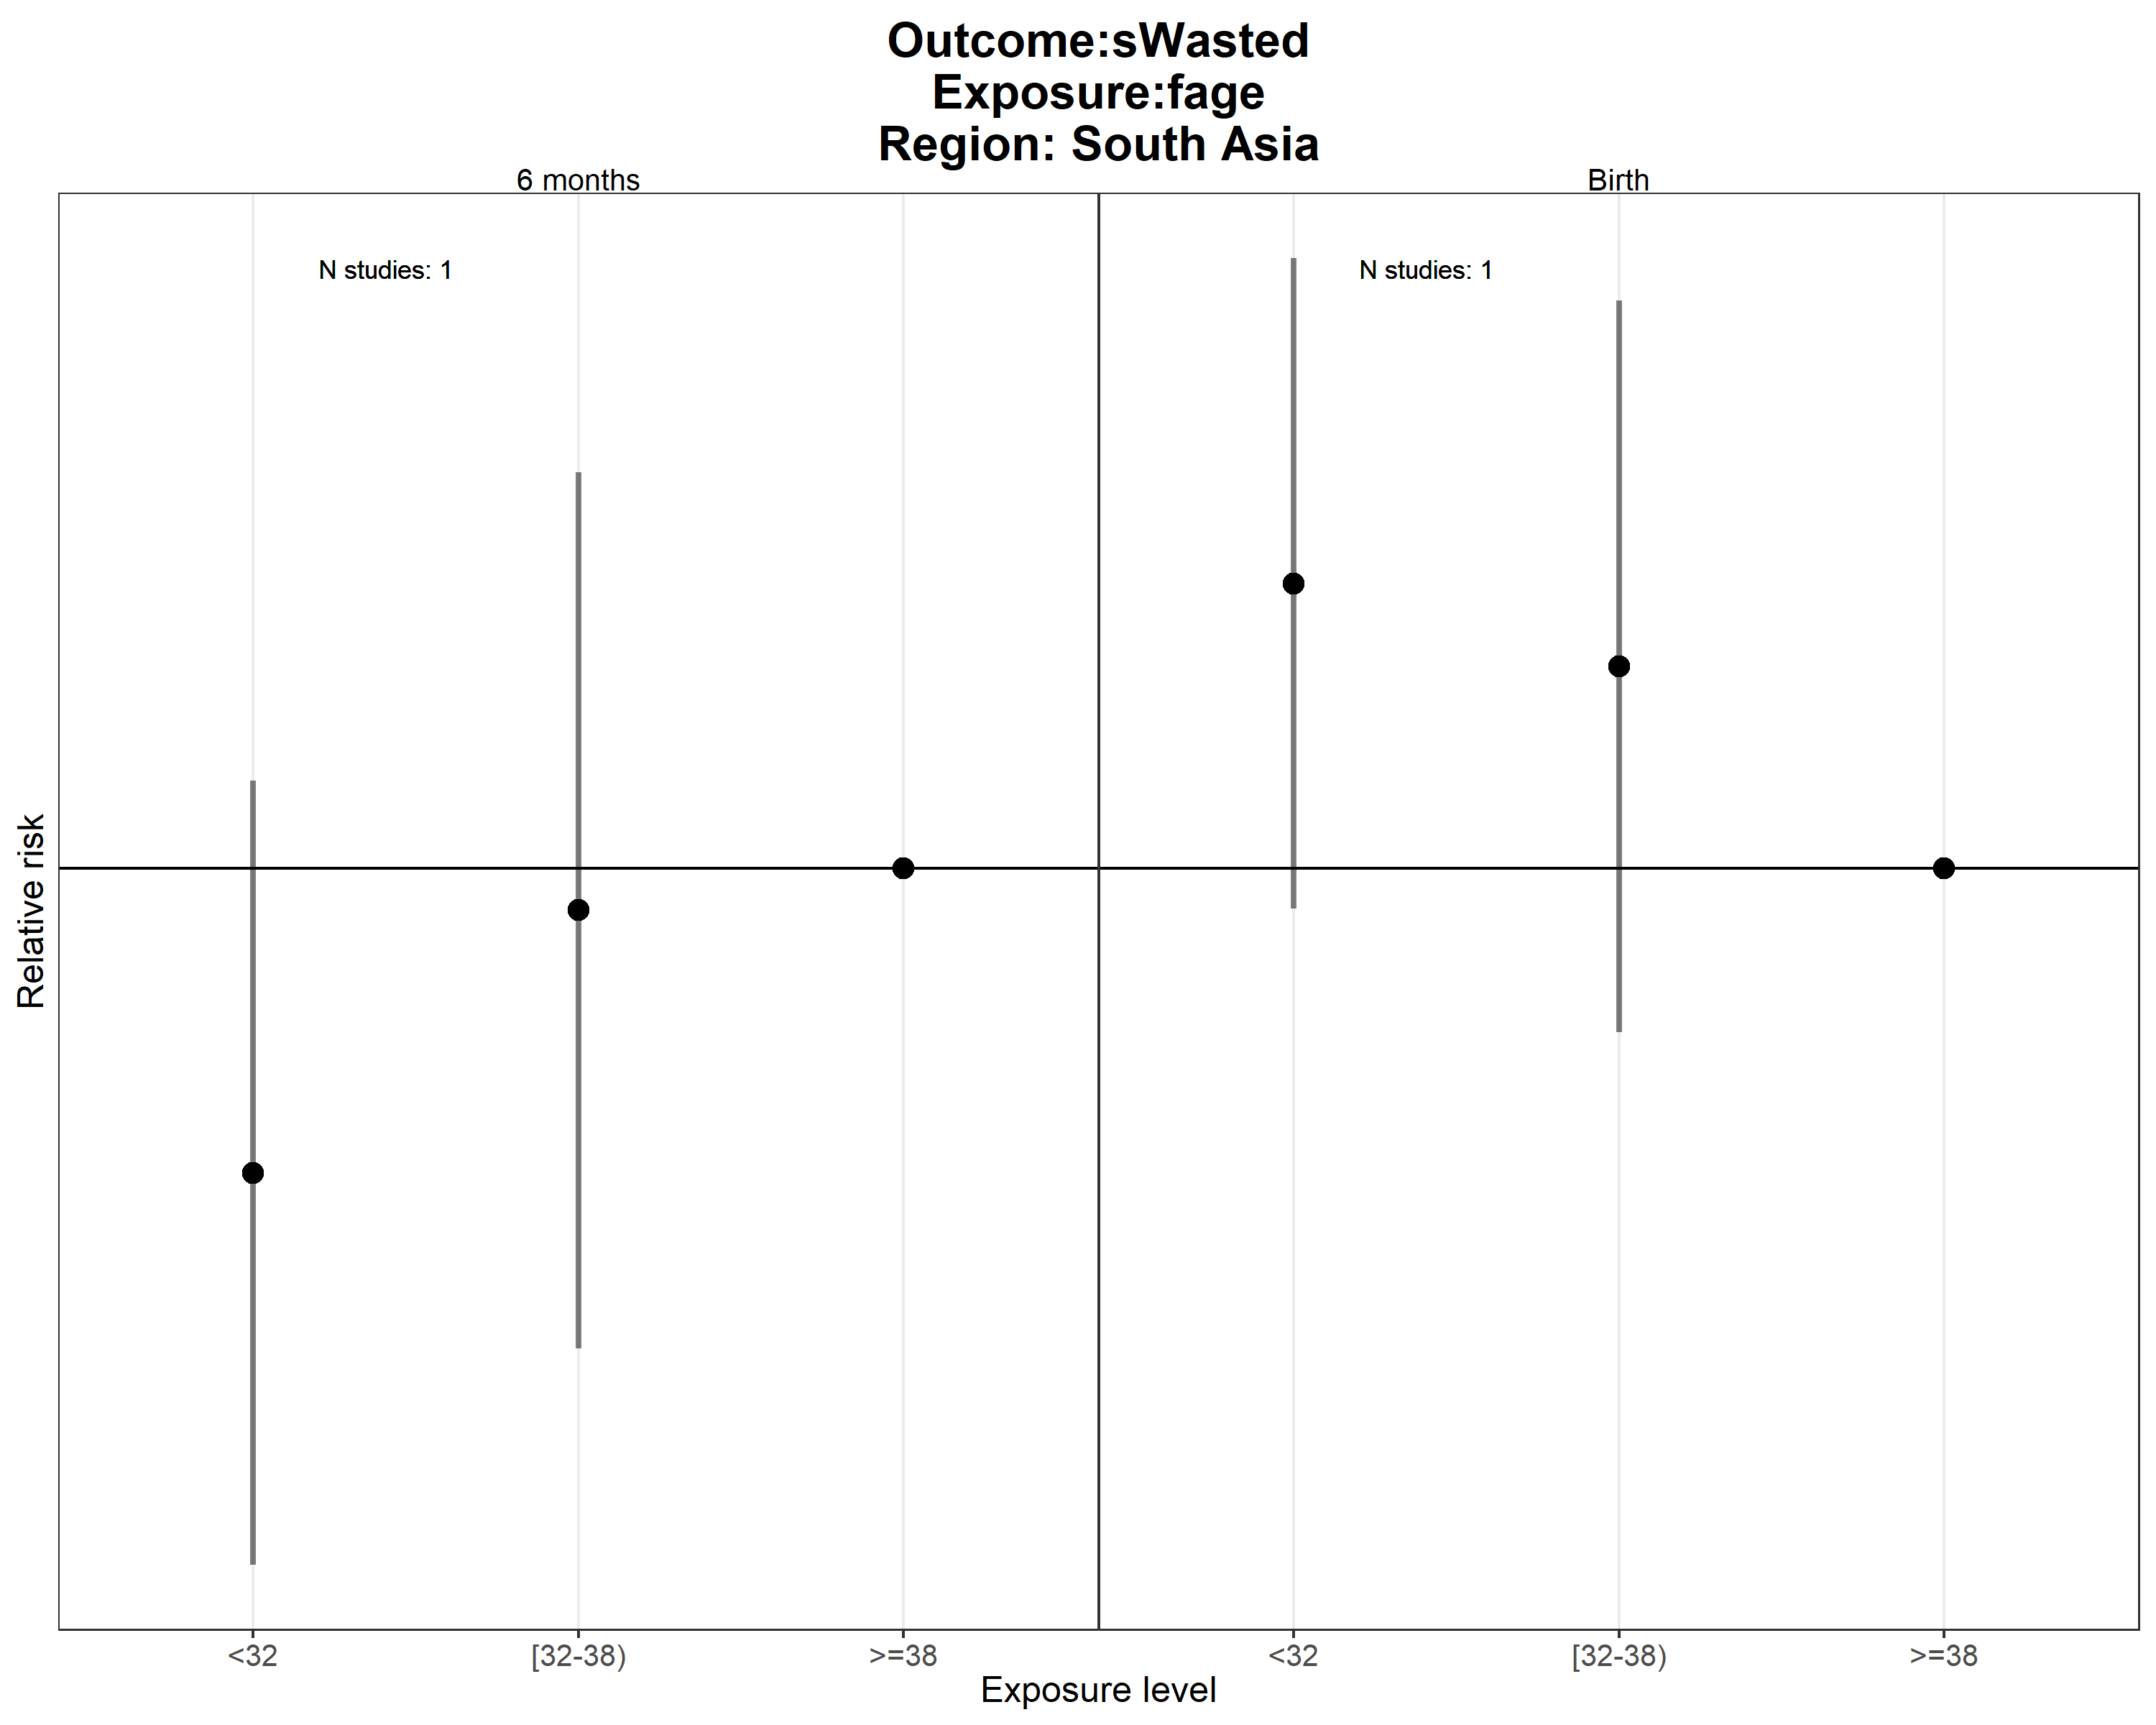 Outcome:sWasted
Exposure:fage
Region: South Asia
6 months
Birth
N studies: 1
N studies: 1
Relative risk
<32
[32-38)
>=38
<32
[32-38)
>=38
Exposure level